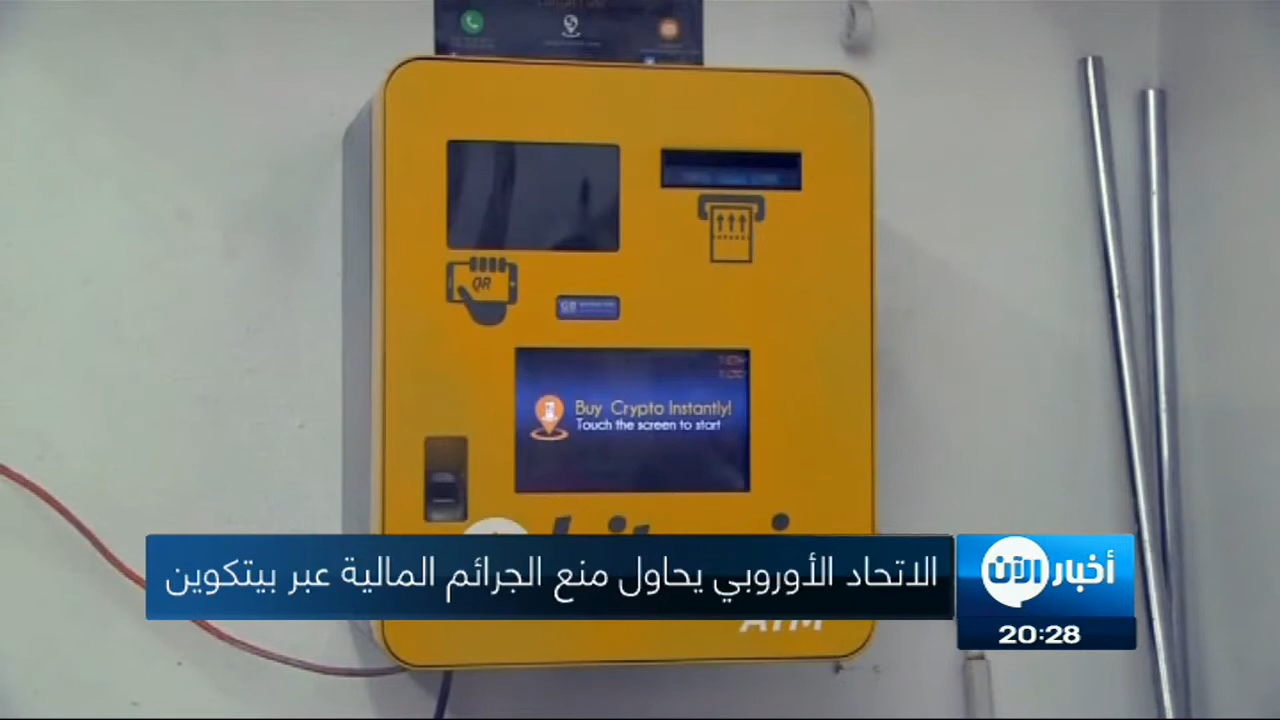 QR
Buy Crypto Instantly!
Touch the screen to start
ATM
الاتحاد الأوروبي يحاول منع الجرائم المالية عبر بيتكوين
أخبار الآن
20:28